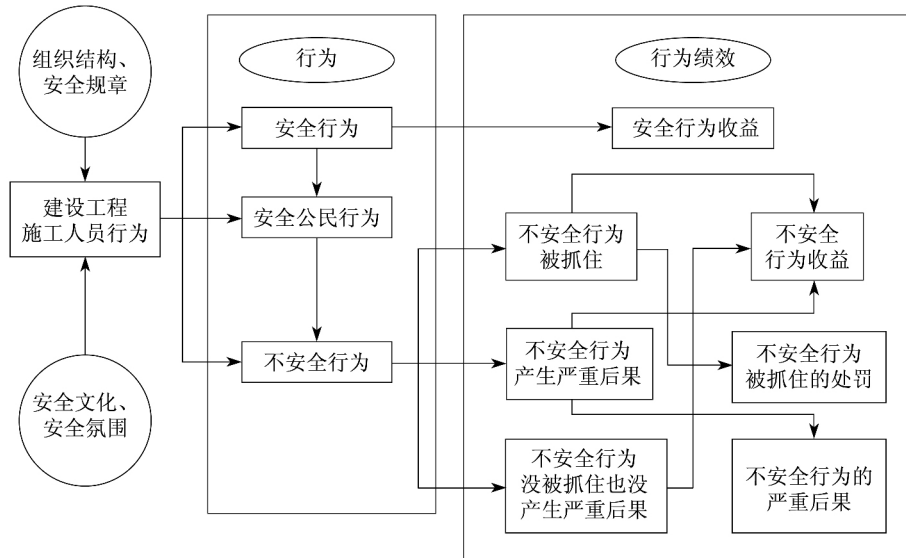 组织结构、
安全规章
建设工程
施工人员行为
安全文化、
安全氛围
行为
安全行为
安全公民行为
不安全行为
行为绩效
安全行为收益
不安全行为
被抓住
不安全
行为收益
不安全行为
产生严重后果
不安全行为
被抓住的处罚
不安全行为
没被抓住也没
产生严重后果
不安全行为的
严重后果